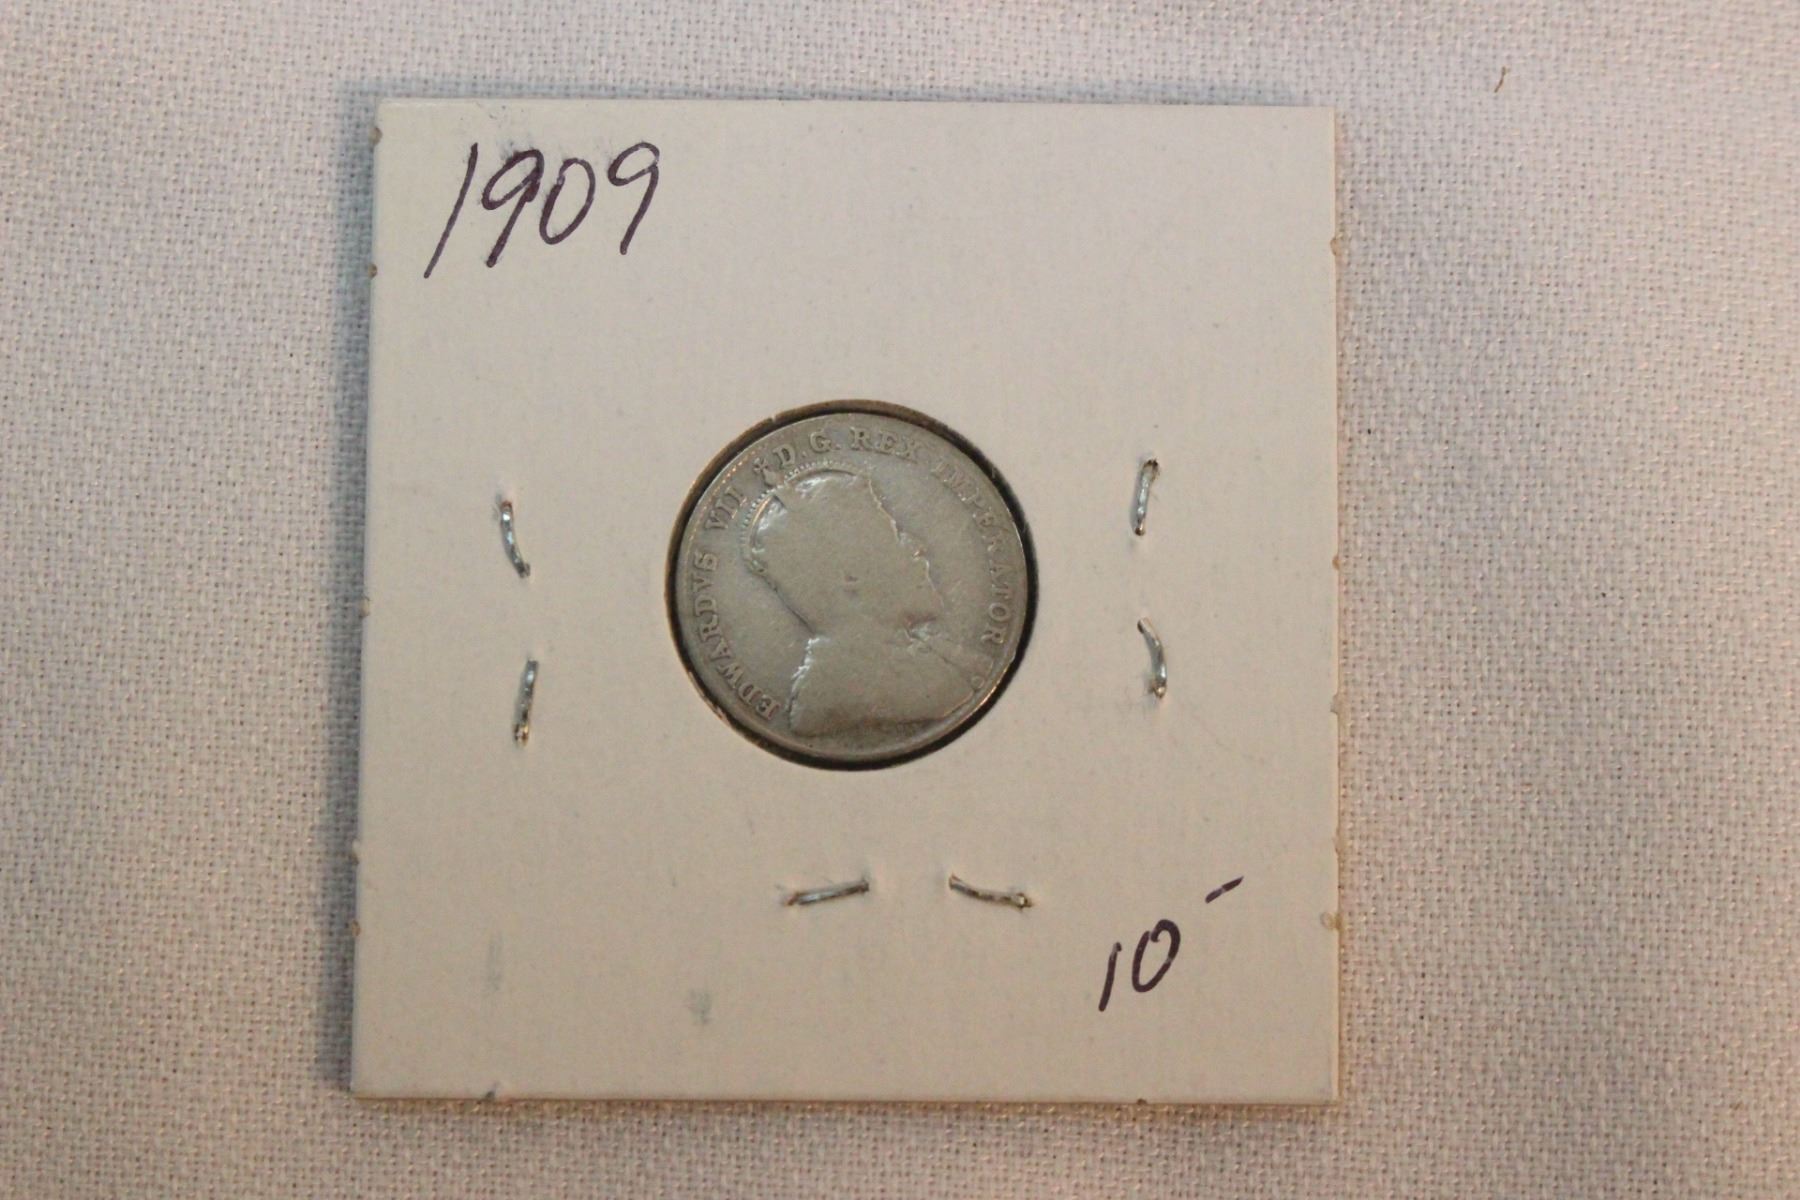 1909
EDWARDVS VII D.G. REX IMPERATOR
10-